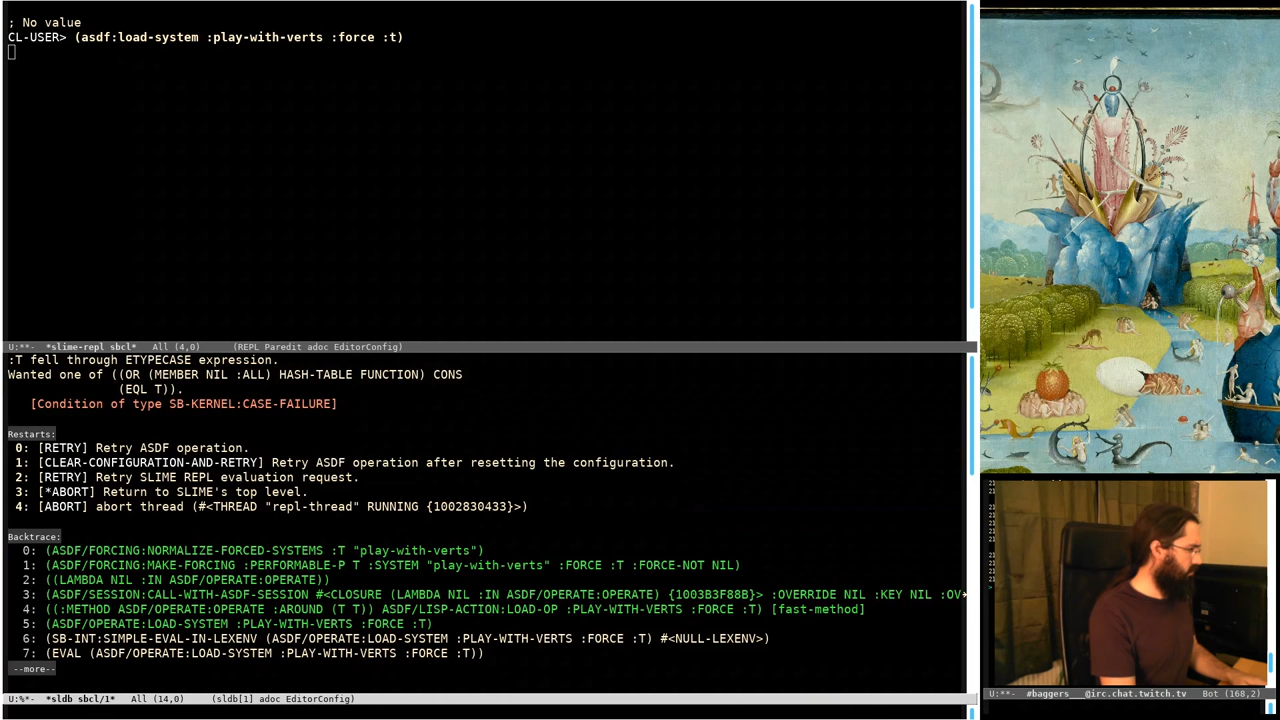 ; No value
CL-USER> (asdf:load-system :play-with-verts :force :t)
U:**-  *slime-repl sbcl*   All (4,0)      (REPL Paredit adoc EditorConfig)
:T fell through ETYPECASE expression.
Wanted one of ((OR (MEMBER NIL :ALL) HASH-TABLE FUNCTION) CONS
(EQL T)).
[Condition of type SB-KERNEL:CASE-FAILURE]
Restarts:
0: [RETRY] Retry ASDF operation.
1: [CLEAR-CONFIGURATION-AND-RETRY] Retry ASDF operation after resetting the configuration.
2: [RETRY] Retry SLIME REPL evaluation request.
3: [*ABORT] Return to SLIME's top level.
4: [ABORT] abort thread (#<THREAD "repl-thread" RUNNING {1002830433}>)
Backtrace:
0: (ASDF/FORCING:NORMALIZE-FORCED-SYSTEMS :T "play-with-verts")
1: (ASDF/FORCING:MAKE-FORCING :PERFORMABLE-P T :SYSTEM "play-with-verts" :FORCE :T :FORCE-NOT NIL)
2: ((LAMBDA NIL :IN ASDF/OPERATE:OPERATE))
3: (ASDF/SESSION:CALL-WITH-ASDF-SESSION #<CLOSURE (LAMBDA NIL :IN ASDF/OPERATE:OPERATE) {1003B3F88B}> :OVERRIDE NIL :KEY NIL :OV
4: ((:METHOD ASDF/OPERATE:OPERATE :AROUND (T T)) ASDF/LISP-ACTION:LOAD-OP :PLAY-WITH-VERTS :FORCE :T) [fast-method]
5: (ASDF/OPERATE:LOAD-SYSTEM :PLAY-WITH-VERTS :FORCE :T)
6: (SB-INT:SIMPLE-EVAL-IN-LEXENV (ASDF/OPERATE:LOAD-SYSTEM :PLAY-WITH-VERTS :FORCE :T) #<NULL-LEXENV>)
7: (EVAL (ASDF/OPERATE:LOAD-SYSTEM :PLAY-WITH-VERTS :FORCE :T))
--more--
U:%*-  *sldb sbcl/1*   All (14,0)     (sldb[1] adoc EditorConfig)
U:**-  #baggers___@irc.chat.twitch.tv   Bot (168,2)